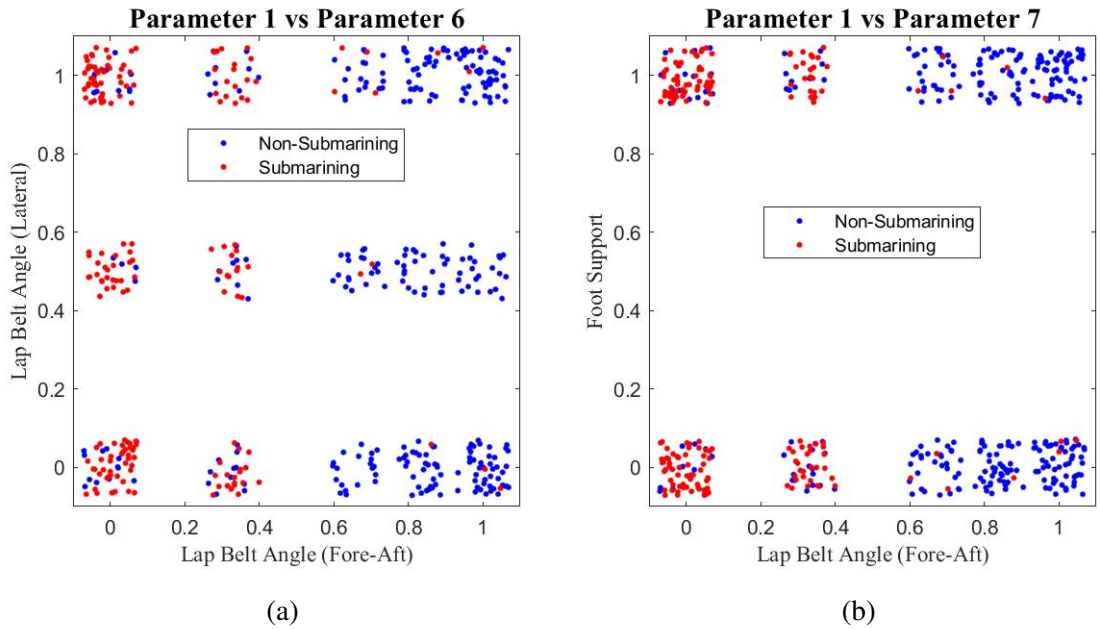 Parameter 1 vs Parameter 6
1
0.8
0.6
0.4
0.2
0
Lap Belt Angle (Lateral)
Non-Submarining
Submarining
0
0.2
0.4
0.6
0.8
1
Lap Belt Angle (Fore-Aft)
(a)
Parameter 1 vs Parameter 7
1
0.8
0.6
0.4
0.2
0
Foot Support
Non-Submarining
Submarining
0
0.2
0.4
0.6
0.8
1
Lap Belt Angle (Fore-Aft)
(b)